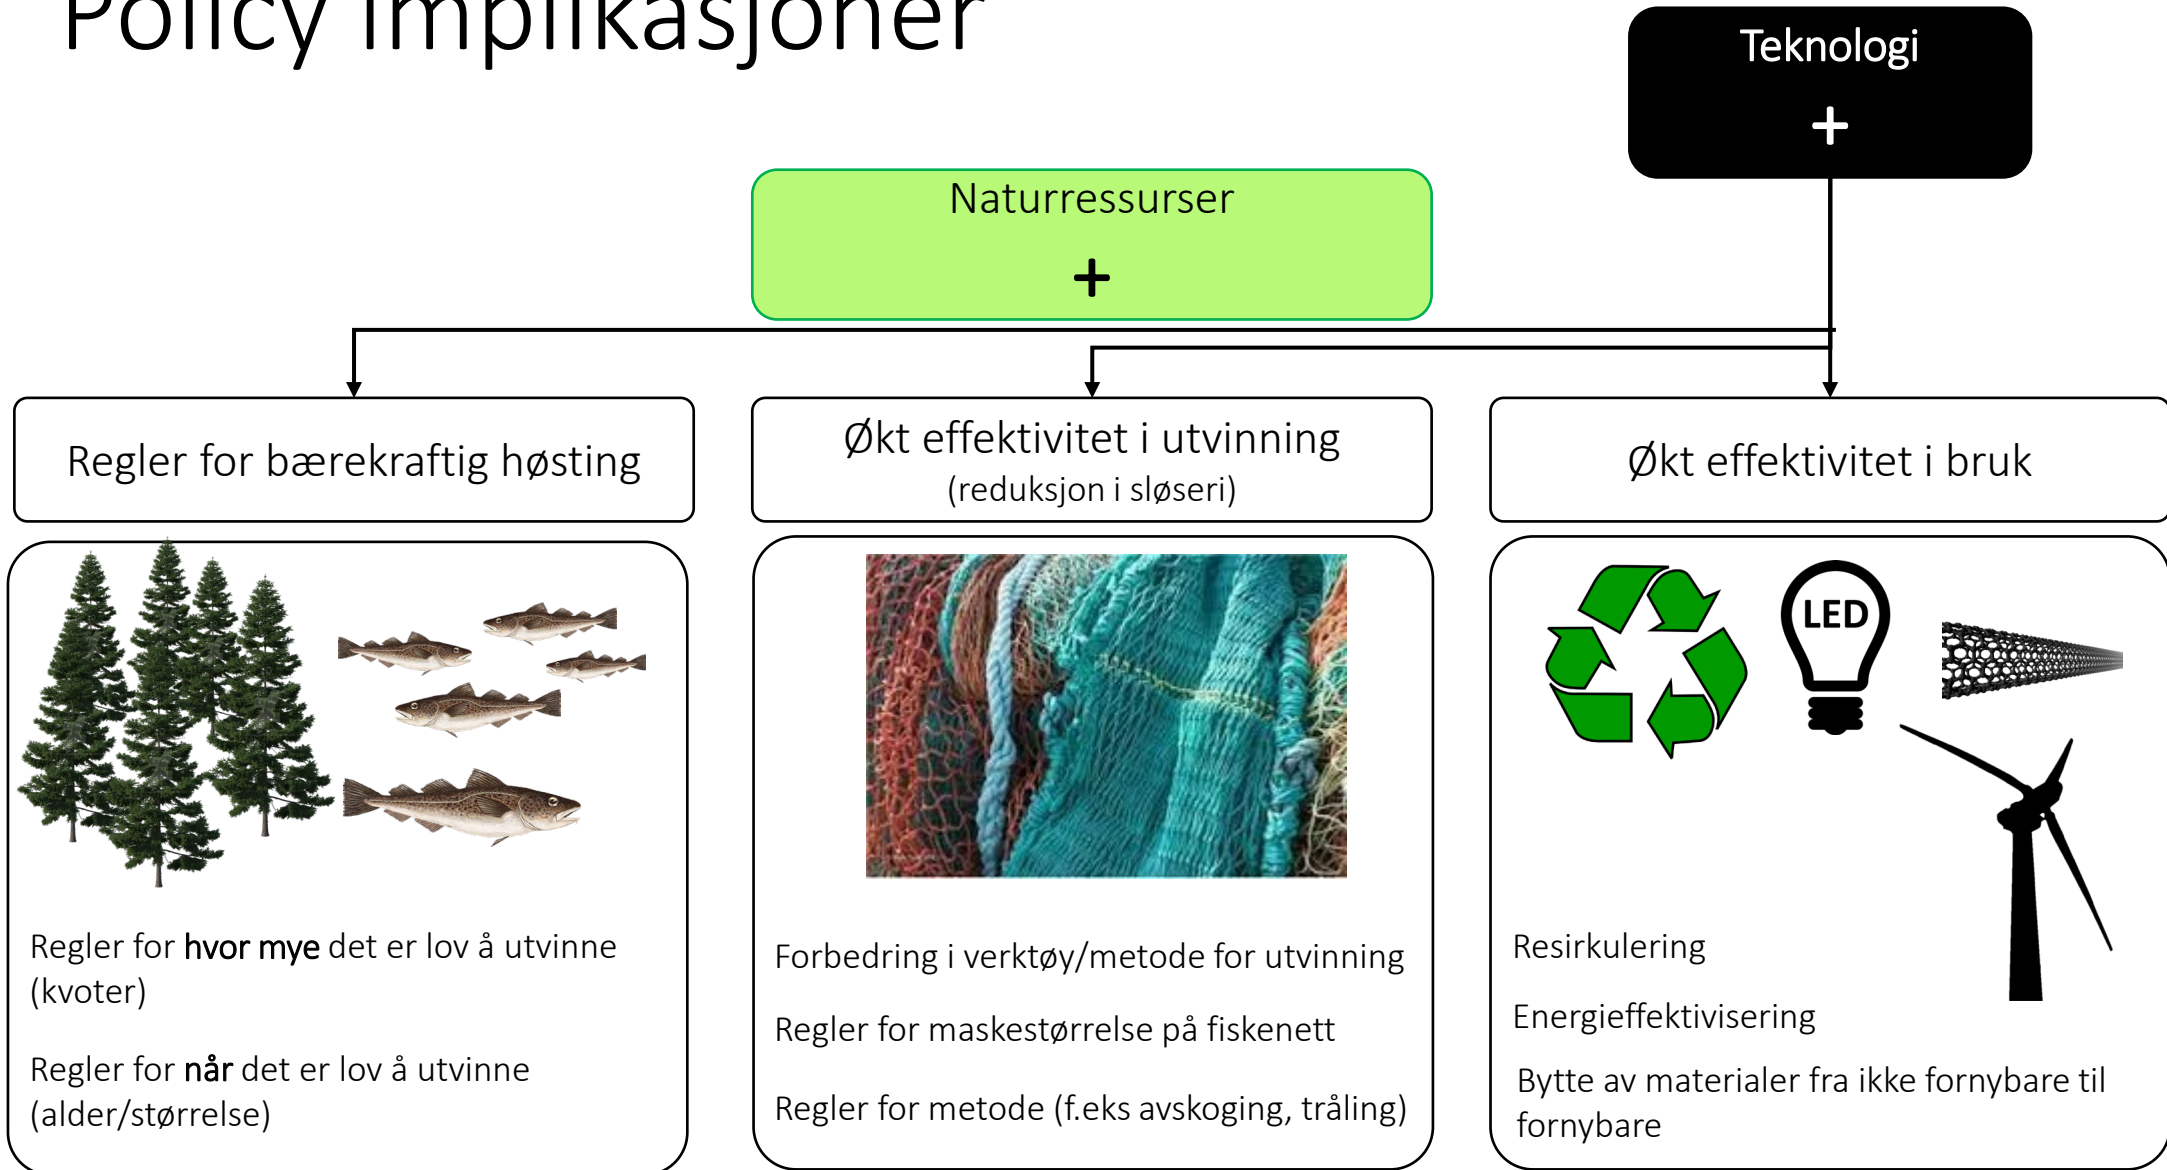 Policy implikasjoner
Teknologi
+
Naturressurser
+
Regler for bærekraftig høsting
Økt effektivitet i utvinning
(reduksjon i sløseri)
Økt effektivitet i bruk
LED
Regler for hvor mye det er lov å utvinne
(kvoter)
Regler for når det er lov å utvinne
(alder/størrelse)
Forbedring i verktøy/metode for utvinning
Regler for maskestørrelse på fiskenett
Regler for metode (f.eks avskoging, tråling)
Resirkulering
Energieffektivisering
Bytte av materialer fra ikke fornybare til
fornybare